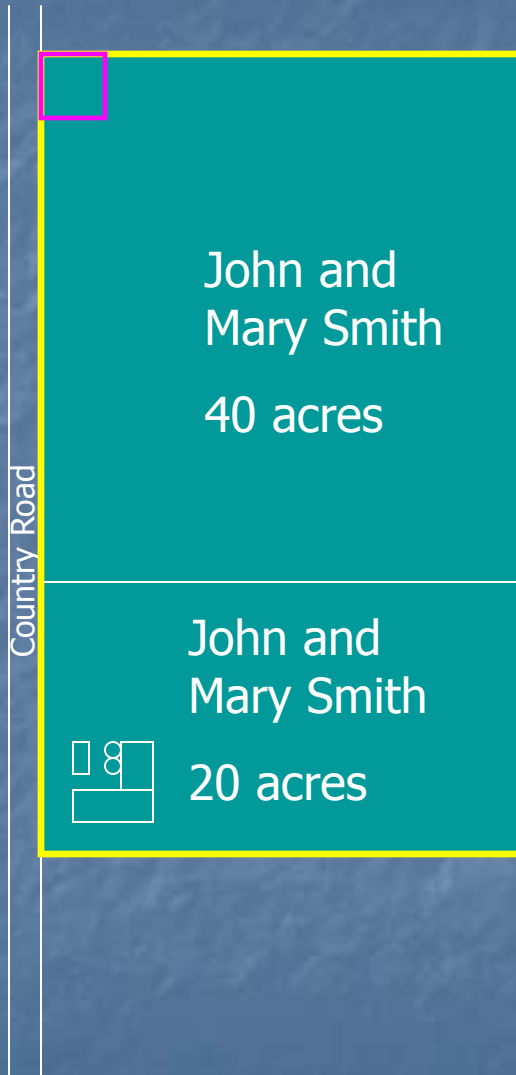 John and
Mary Smith
40 acres
Country Road
John and
Mary Smith
20 acres